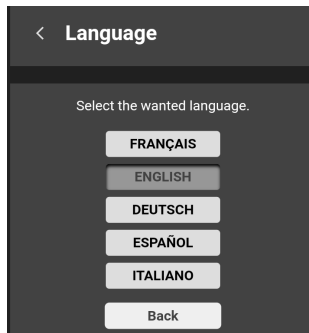 Language
Select the wanted language.
FRANÇAIS
ENGLISH
DEUTSCH
ESPAÑOL
ITALIANO
Back